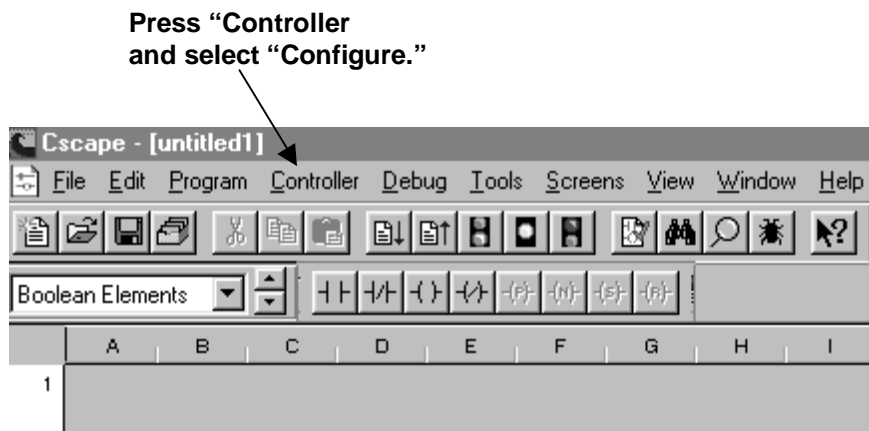 Press “Controller
and select “Configure.”
Cscape - [untitled1]
File Edit Program Controller Debug Tools Screens View Window Help
Boolean Elements -(P)- -(N)- -(S)- -(R)-
A B C D E F G H I
1